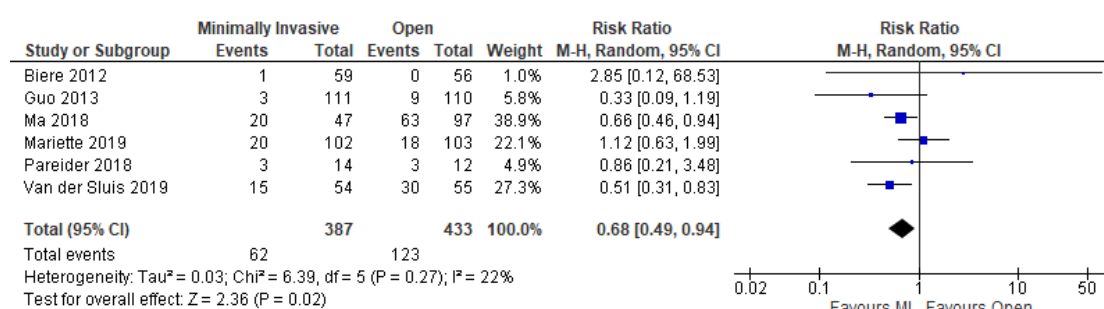 Minimally Invasive Open Risk Ratio Risk Ratio
Study or Subgroup Events Total Events Total Weight M-H, Random, 95% CI M-H, Random, 95% CI
Biere 2012 1 59 0 56 1.0% 2.85 [0.12, 68.53]
Guo 2013 3 111 9 110 5.8% 0.33 [0.09, 1.19]
Ma 2018 20 47 63 97 38.9% 0.66 [0.46, 0.94]
Mariette 2019 20 102 18 103 22.1% 1.12 [0.63, 1.99]
Pareider 2018 3 14 3 12 4.9% 0.86 [0.21, 3.48]
Van der Sluis 2019 15 54 30 55 27.3% 0.51 [0.31, 0.83]
Total (95% CI) 387 433 100.0% 0.68 [0.49, 0.94]
Total events 62 123
Heterogeneity: Tau² = 0.03; Chi² = 6.39, df = 5 (P = 0.27); I² = 22%
Test for overall effect: Z = 2.36 (P = 0.02)
0.02 0.1 1 10 50
Favours MI Favours Open